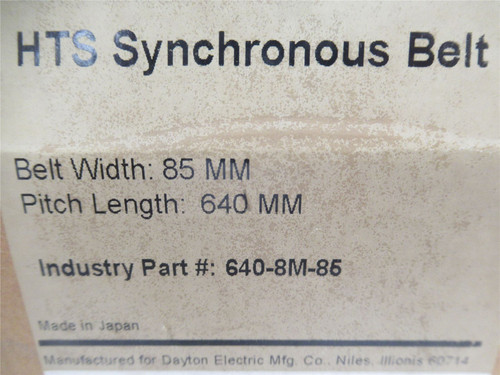 HTS Synchronous Belt
Belt Width: 85 MM
Pitch Length: 640 MM
Industry Part #: 640-8M-85
Made in Japan
Manufactured for Dayton Electric Mfg. Co., Niles, Illionis 60714